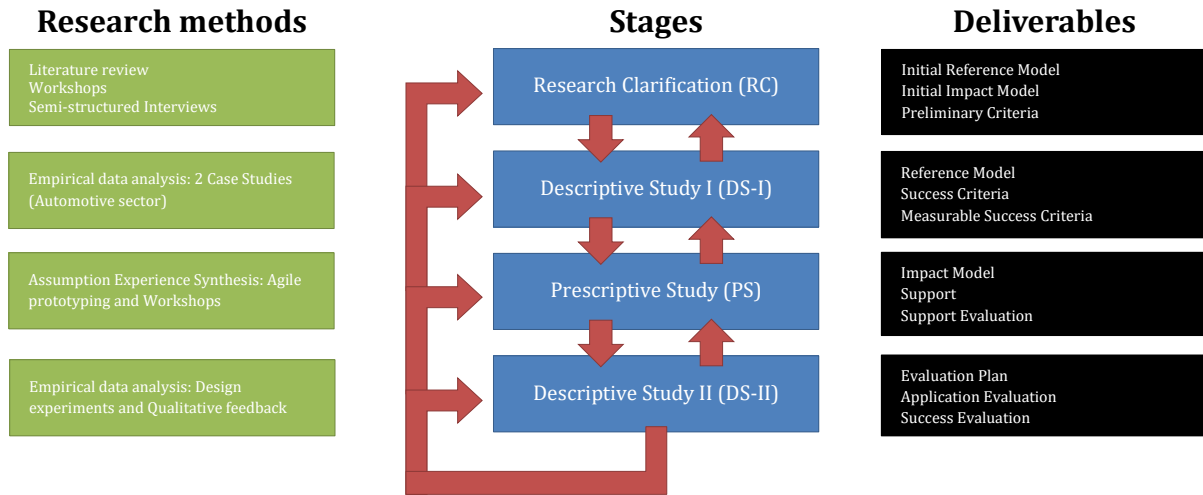 Research methods
Stages
Deliverables
Literature review
Workshops
Semi-structured Interviews
Research Clarification (RC)
Initial Reference Model
Initial Impact Model
Preliminary Criteria
Empirical data analysis: 2 Case Studies
(Automotive sector)
Descriptive Study I (DS-I)
Reference Model
Success Criteria
Measurable Success Criteria
Assumption Experience Synthesis: Agile
prototyping and Workshops
Prescriptive Study (PS)
Impact Model
Support
Support Evaluation
Empirical data analysis: Design
experiments and Qualitative feedback
Descriptive Study II (DS-II)
Evaluation Plan
Application Evaluation
Success Evaluation